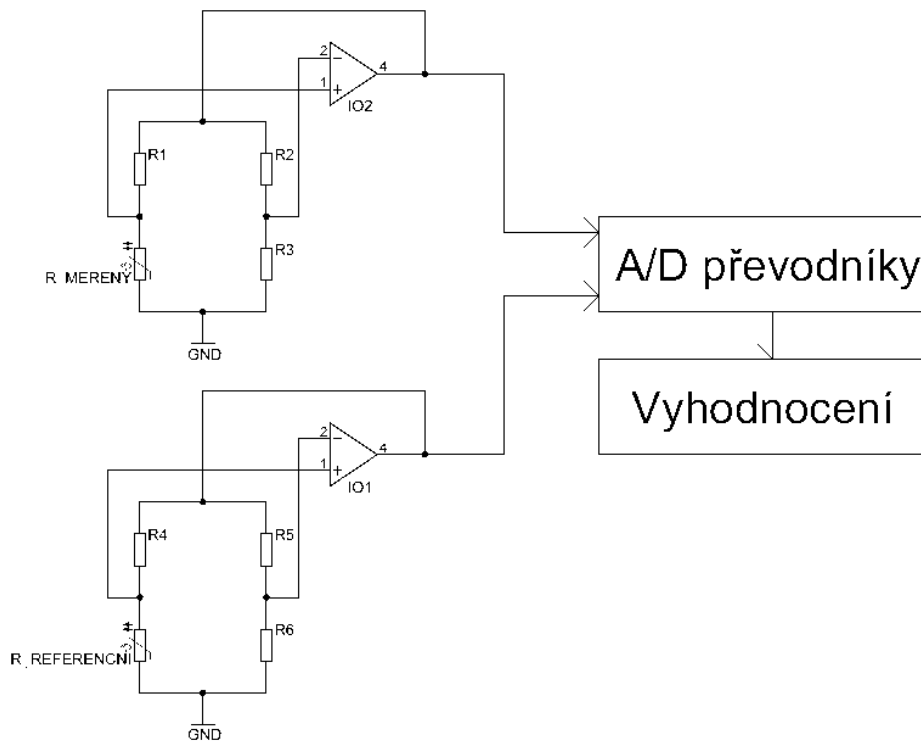 2
4
1
IO2
R1
R2
R3
R_MERENY
GND
A/D převodníky
Vyhodnocení
2
4
1
IO1
R4
R5
R6
R_REFERENCNI
GND